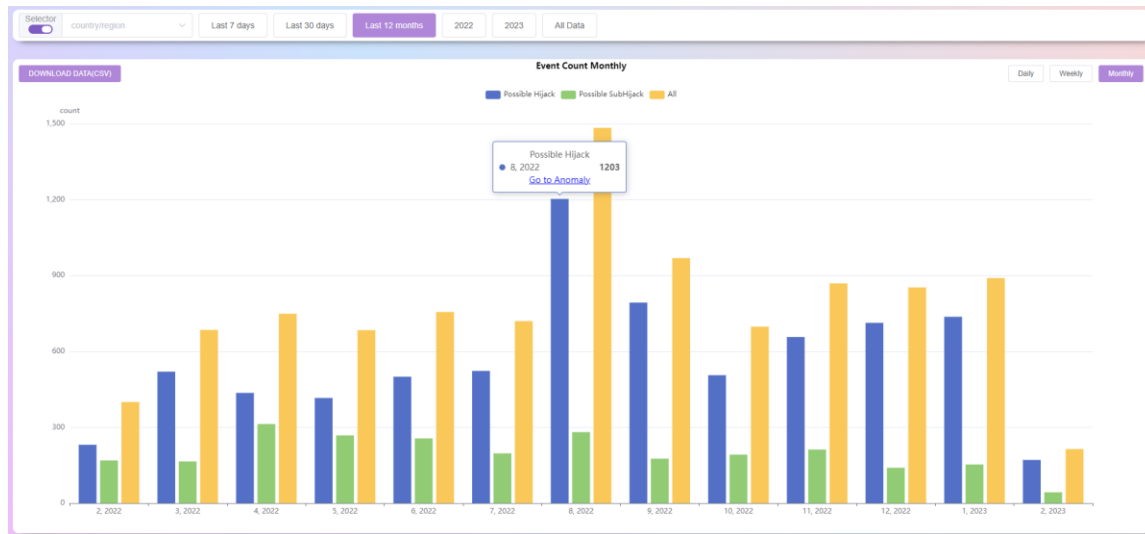 Selector
country/region
Last 7 days
Last 30 days
Last 12 months
2022
2023
All Data
DOWNLOAD DATA(CSV)
Event Count Monthly
Daily
Weekly
Monthly
Possible Hijack
Possible SubHijack
All
count
1,500
1,200
900
600
300
0
Possible Hijack
8, 2022 1203
Go to Anomaly
2, 2022
3, 2022
4, 2022
5, 2022
6, 2022
7, 2022
8, 2022
9, 2022
10, 2022
11, 2022
12, 2022
1, 2023
2, 2023